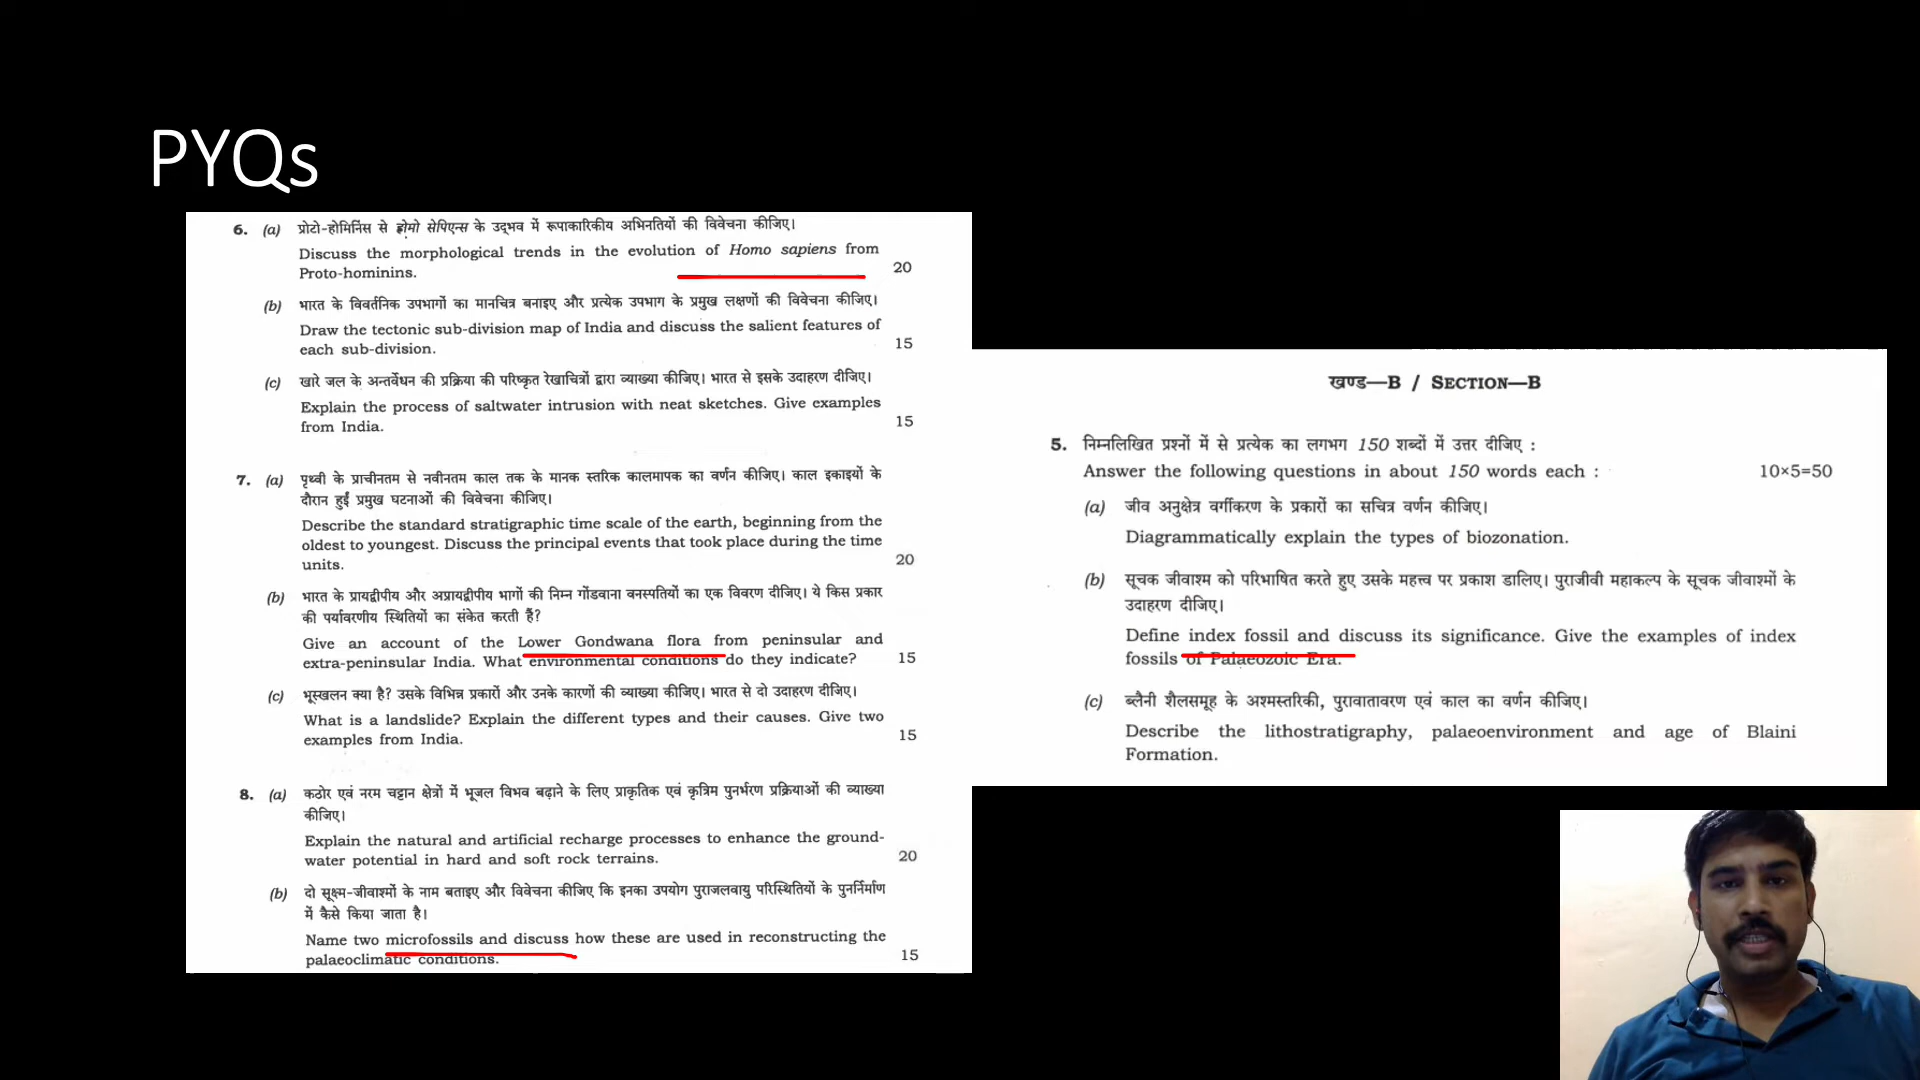 PYQs
6. (a) प्रोटो-होमिनिंस से होमो सेपिएन्स के उद्‌भव में रूपाकारिकीय अभिनतियों की विवेचना कीजिए।
Discuss the morphological trends in the evolution of Homo sapiens from
Proto-hominins. 20
(b) भारत के विवर्तनिक उपभागों का मानचित्र बनाइए और प्रत्येक उपभाग के प्रमुख लक्षणों की विवेचना कीजिए।
Draw the tectonic sub-division map of India and discuss the salient features of
each sub-division. 15
(c) खारे जल के अन्तर्वेधन की प्रक्रिया की परिष्कृत रेखाचित्रों द्वारा व्याख्या कीजिए। भारत से इसके उदाहरण दीजिए।
Explain the process of saltwater intrusion with neat sketches. Give examples
from India. 15
7. (a) पृथ्वी के प्राचीनतम से नवीनतम काल तक के मानक स्तरिक कालमापक का वर्णन कीजिए। काल इकाइयों के
दौरान हुईं प्रमुख घटनाओं की विवेचना कीजिए।
Describe the standard stratigraphic time scale of the earth, beginning from the
oldest to youngest. Discuss the principal events that took place during the time
units. 20
(b) भारत के प्रायद्वीपीय और अप्रायद्वीपीय भागों की निम्न गोंडवाना वनस्पतियों का एक विवरण दीजिए। ये किस प्रकार
की पर्यावरणीय स्थितियों का संकेत करती हैं?
Give an account of the Lower Gondwana flora from peninsular and
extra-peninsular India. What environmental conditions do they indicate? 15
(c) भूस्खलन क्या है? उसके विभिन्न प्रकारों और उनके कारणों की व्याख्या कीजिए। भारत से दो उदाहरण दीजिए।
What is a landslide? Explain the different types and their causes. Give two
examples from India. 15
8. (a) कठोर एवं नरम चट्टान क्षेत्रों में भूजल विभव बढ़ाने के लिए प्राकृतिक एवं कृत्रिम पुनर्भरण प्रक्रियाओं की व्याख्या
कीजिए।
Explain the natural and artificial recharge processes to enhance the ground-
water potential in hard and soft rock terrains. 20
(b) दो सूक्ष्म-जीवाश्मों के नाम बताइए और विवेचना कीजिए कि इनका उपयोग पुराजलवायु परिस्थितियों के पुनर्निर्माण
में कैसे किया जाता है।
Name two microfossils and discuss how these are used in reconstructing the
palaeoclimatic conditions. 15
खण्ड—B / SECTION—B
5. निम्नलिखित प्रश्नों में से प्रत्येक का लगभग 150 शब्दों में उत्तर दीजिए :
Answer the following questions in about 150 words each : 10×5=50
(a) जीव अनुक्षेत्र वर्गीकरण के प्रकारों का सचित्र वर्णन कीजिए।
Diagrammatically explain the types of biozonation.
(b) सूचक जीवाश्म को परिभाषित करते हुए उसके महत्त्व पर प्रकाश डालिए। पुराजीवी महाकल्प के सूचक जीवाश्मों के
उदाहरण दीजिए।
Define index fossil and discuss its significance. Give the examples of index
fossils of Palaeozoic Era.
(c) ब्लैनी शैलसमूह के अश्मस्तरिकी, पुरावातावरण एवं काल का वर्णन कीजिए।
Describe the lithostratigraphy, palaeoenvironment and age of Blaini
Formation.